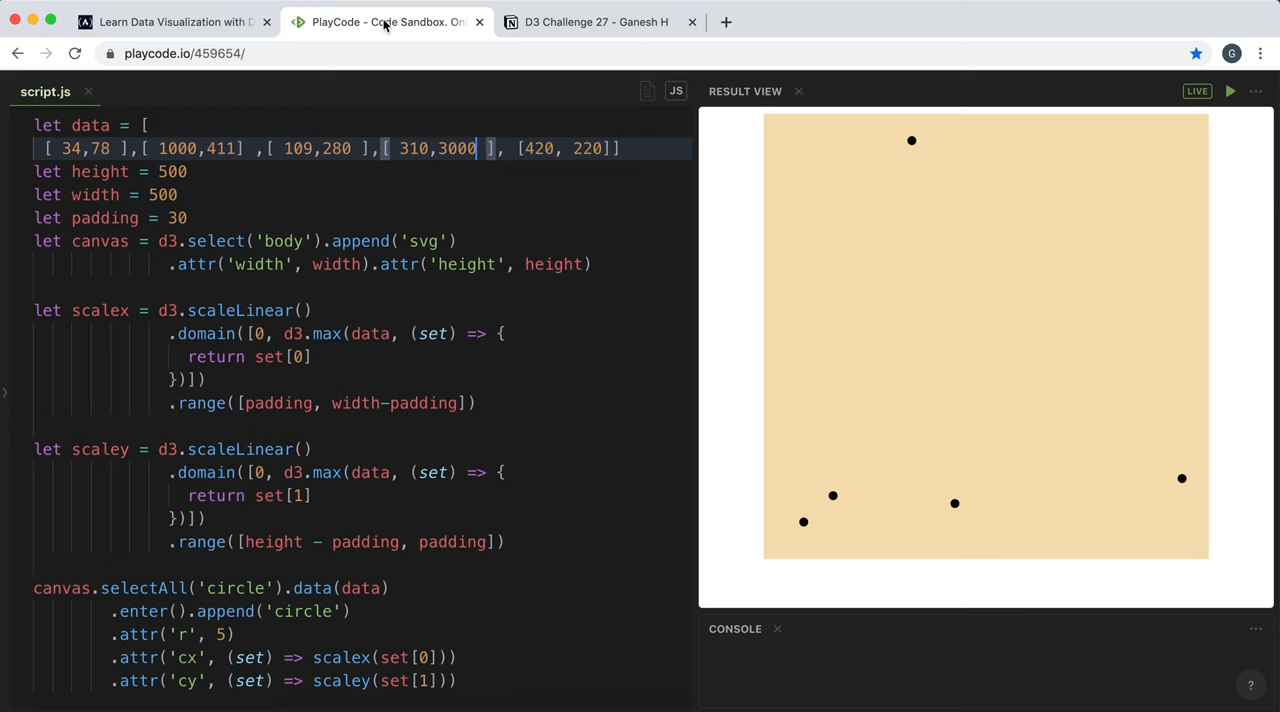 Learn Data Visualization with D
PlayCode - Code Sandbox. Onl
D3 Challenge 27 - Ganesh H
playcode.io/459654/
G
script.js
JS
RESULT VIEW
LIVE
let data = [
[ 34,78 ],[ 1000,411] ,[ 109,280 ],[ 310,3000 ], [420, 220]]
let height = 500
let width = 500
let padding = 30
let canvas = d3.select('body').append('svg')
.attr('width', width).attr('height', height)
let scalex = d3.scaleLinear()
.domain([0, d3.max(data, (set) => {
return set[0]
})])
.range([padding, width-padding])
let scaley = d3.scaleLinear()
.domain([0, d3.max(data, (set) => {
return set[1]
})])
.range([height - padding, padding])
canvas.selectAll('circle').data(data)
.enter().append('circle')
.attr('r', 5)
.attr('cx', (set) => scalex(set[0]))
.attr('cy', (set) => scaley(set[1]))
CONSOLE
?